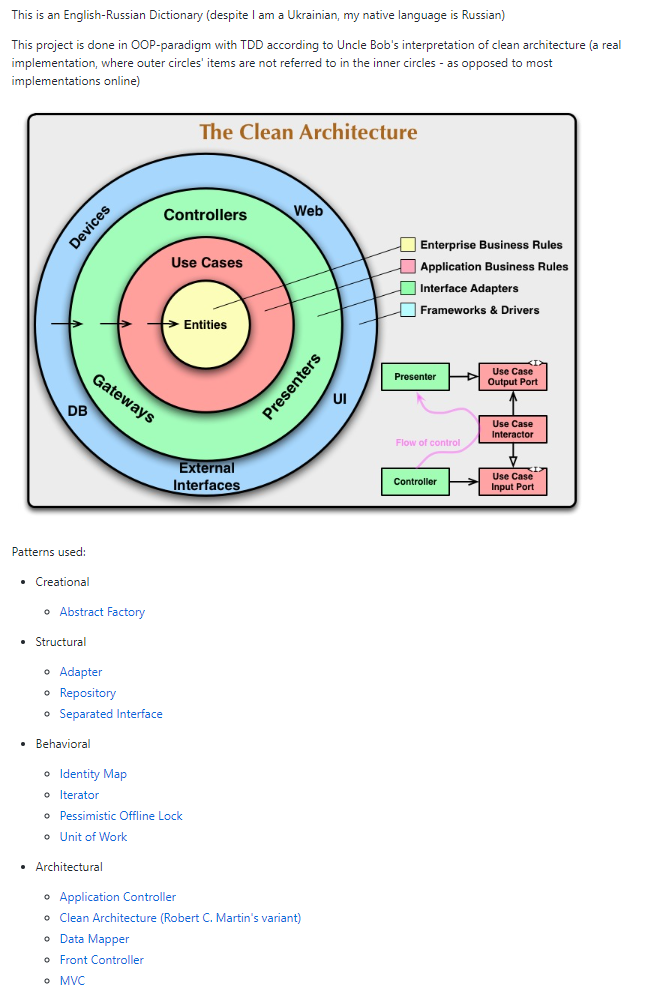 This is an English-Russian Dictionary (despite I am a Ukrainian, my native language is Russian)
This project is done in OOP-paradigm with TDD according to Uncle Bob's interpretation of clean architecture (a real
implementation, where outer circles' items are not referred to in the inner circles - as opposed to most
implementations online)
The Clean Architecture
Devices
Controllers
Web
Use Cases
Entities
Enterprise Business Rules
Application Business Rules
Interface Adapters
Frameworks & Drivers
DB
Gateways
Presenters
UI
External
Interfaces
Presenter
<I>
Use Case
Output Port
Flow of control
Use Case
Interactor
Controller
<I>
Use Case
Input Port
Patterns used:
Creational
Abstract Factory
Structural
Adapter
Repository
Separated Interface
Behavioral
Identity Map
Iterator
Pessimistic Offline Lock
Unit of Work
Architectural
Application Controller
Clean Architecture (Robert C. Martin's variant)
Data Mapper
Front Controller
MVC